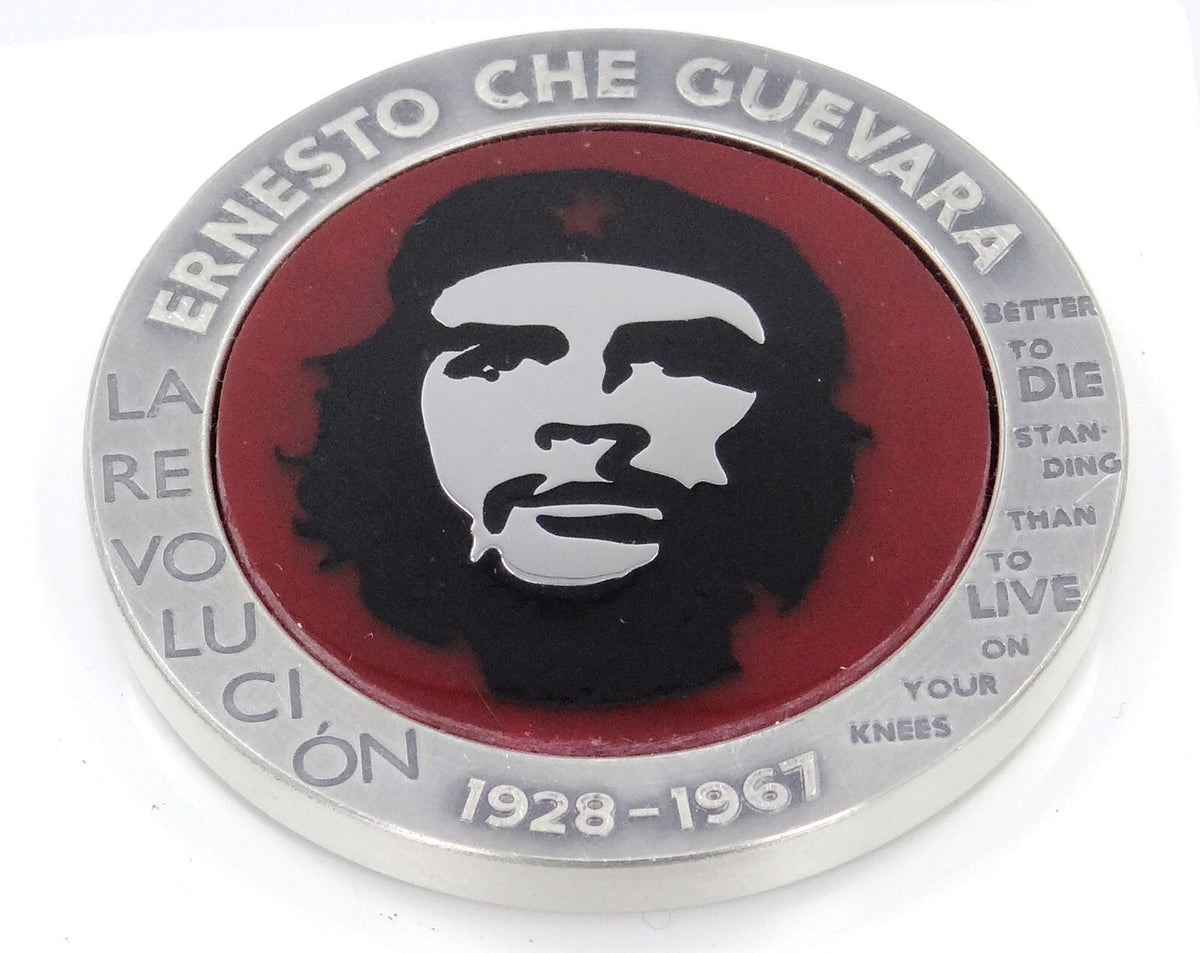 ERNESTO CHE GUEVARA
LA
RE
VO
LU
CI
ÓN
BETTER
TO
DIE
STAN-
DING
THAN
TO
LIVE
ON
YOUR
KNEES
1928-1967